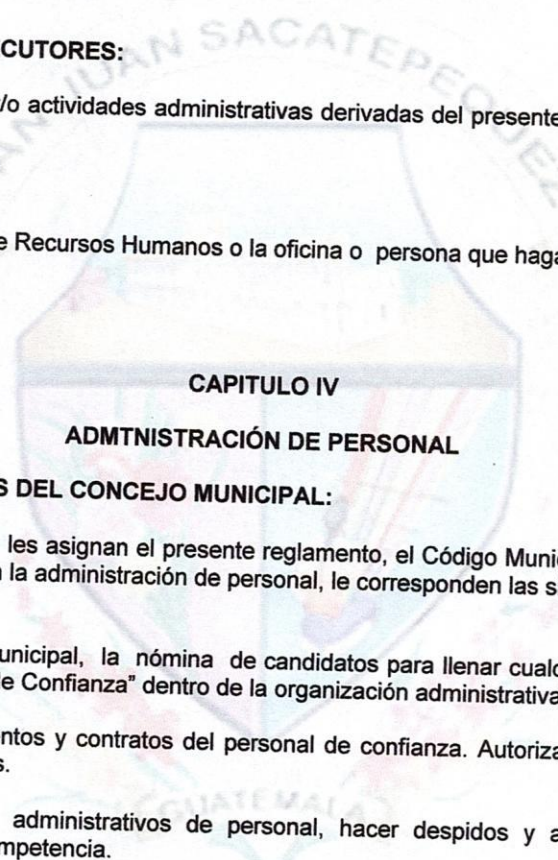 SAN JUAN SACATEPEQUEZ
CUTORES:
/o actividades administrativas derivadas del presente
e Recursos Humanos o la oficina o persona que haga
CAPITULO IV
ADMTNISTRACIÓN DE PERSONAL
S DEL CONCEJO MUNICIPAL:
les asignan el presente reglamento, el Código Muni
la administración de personal, le corresponden las s
unicipal, la nómina de candidatos para llenar cualq
e Confianza” dentro de la organización administrativa
ntos y contratos del personal de confianza. Autoriza
s.
administrativos de personal, hacer despidos y a
mpetencia.
GUATEMALA